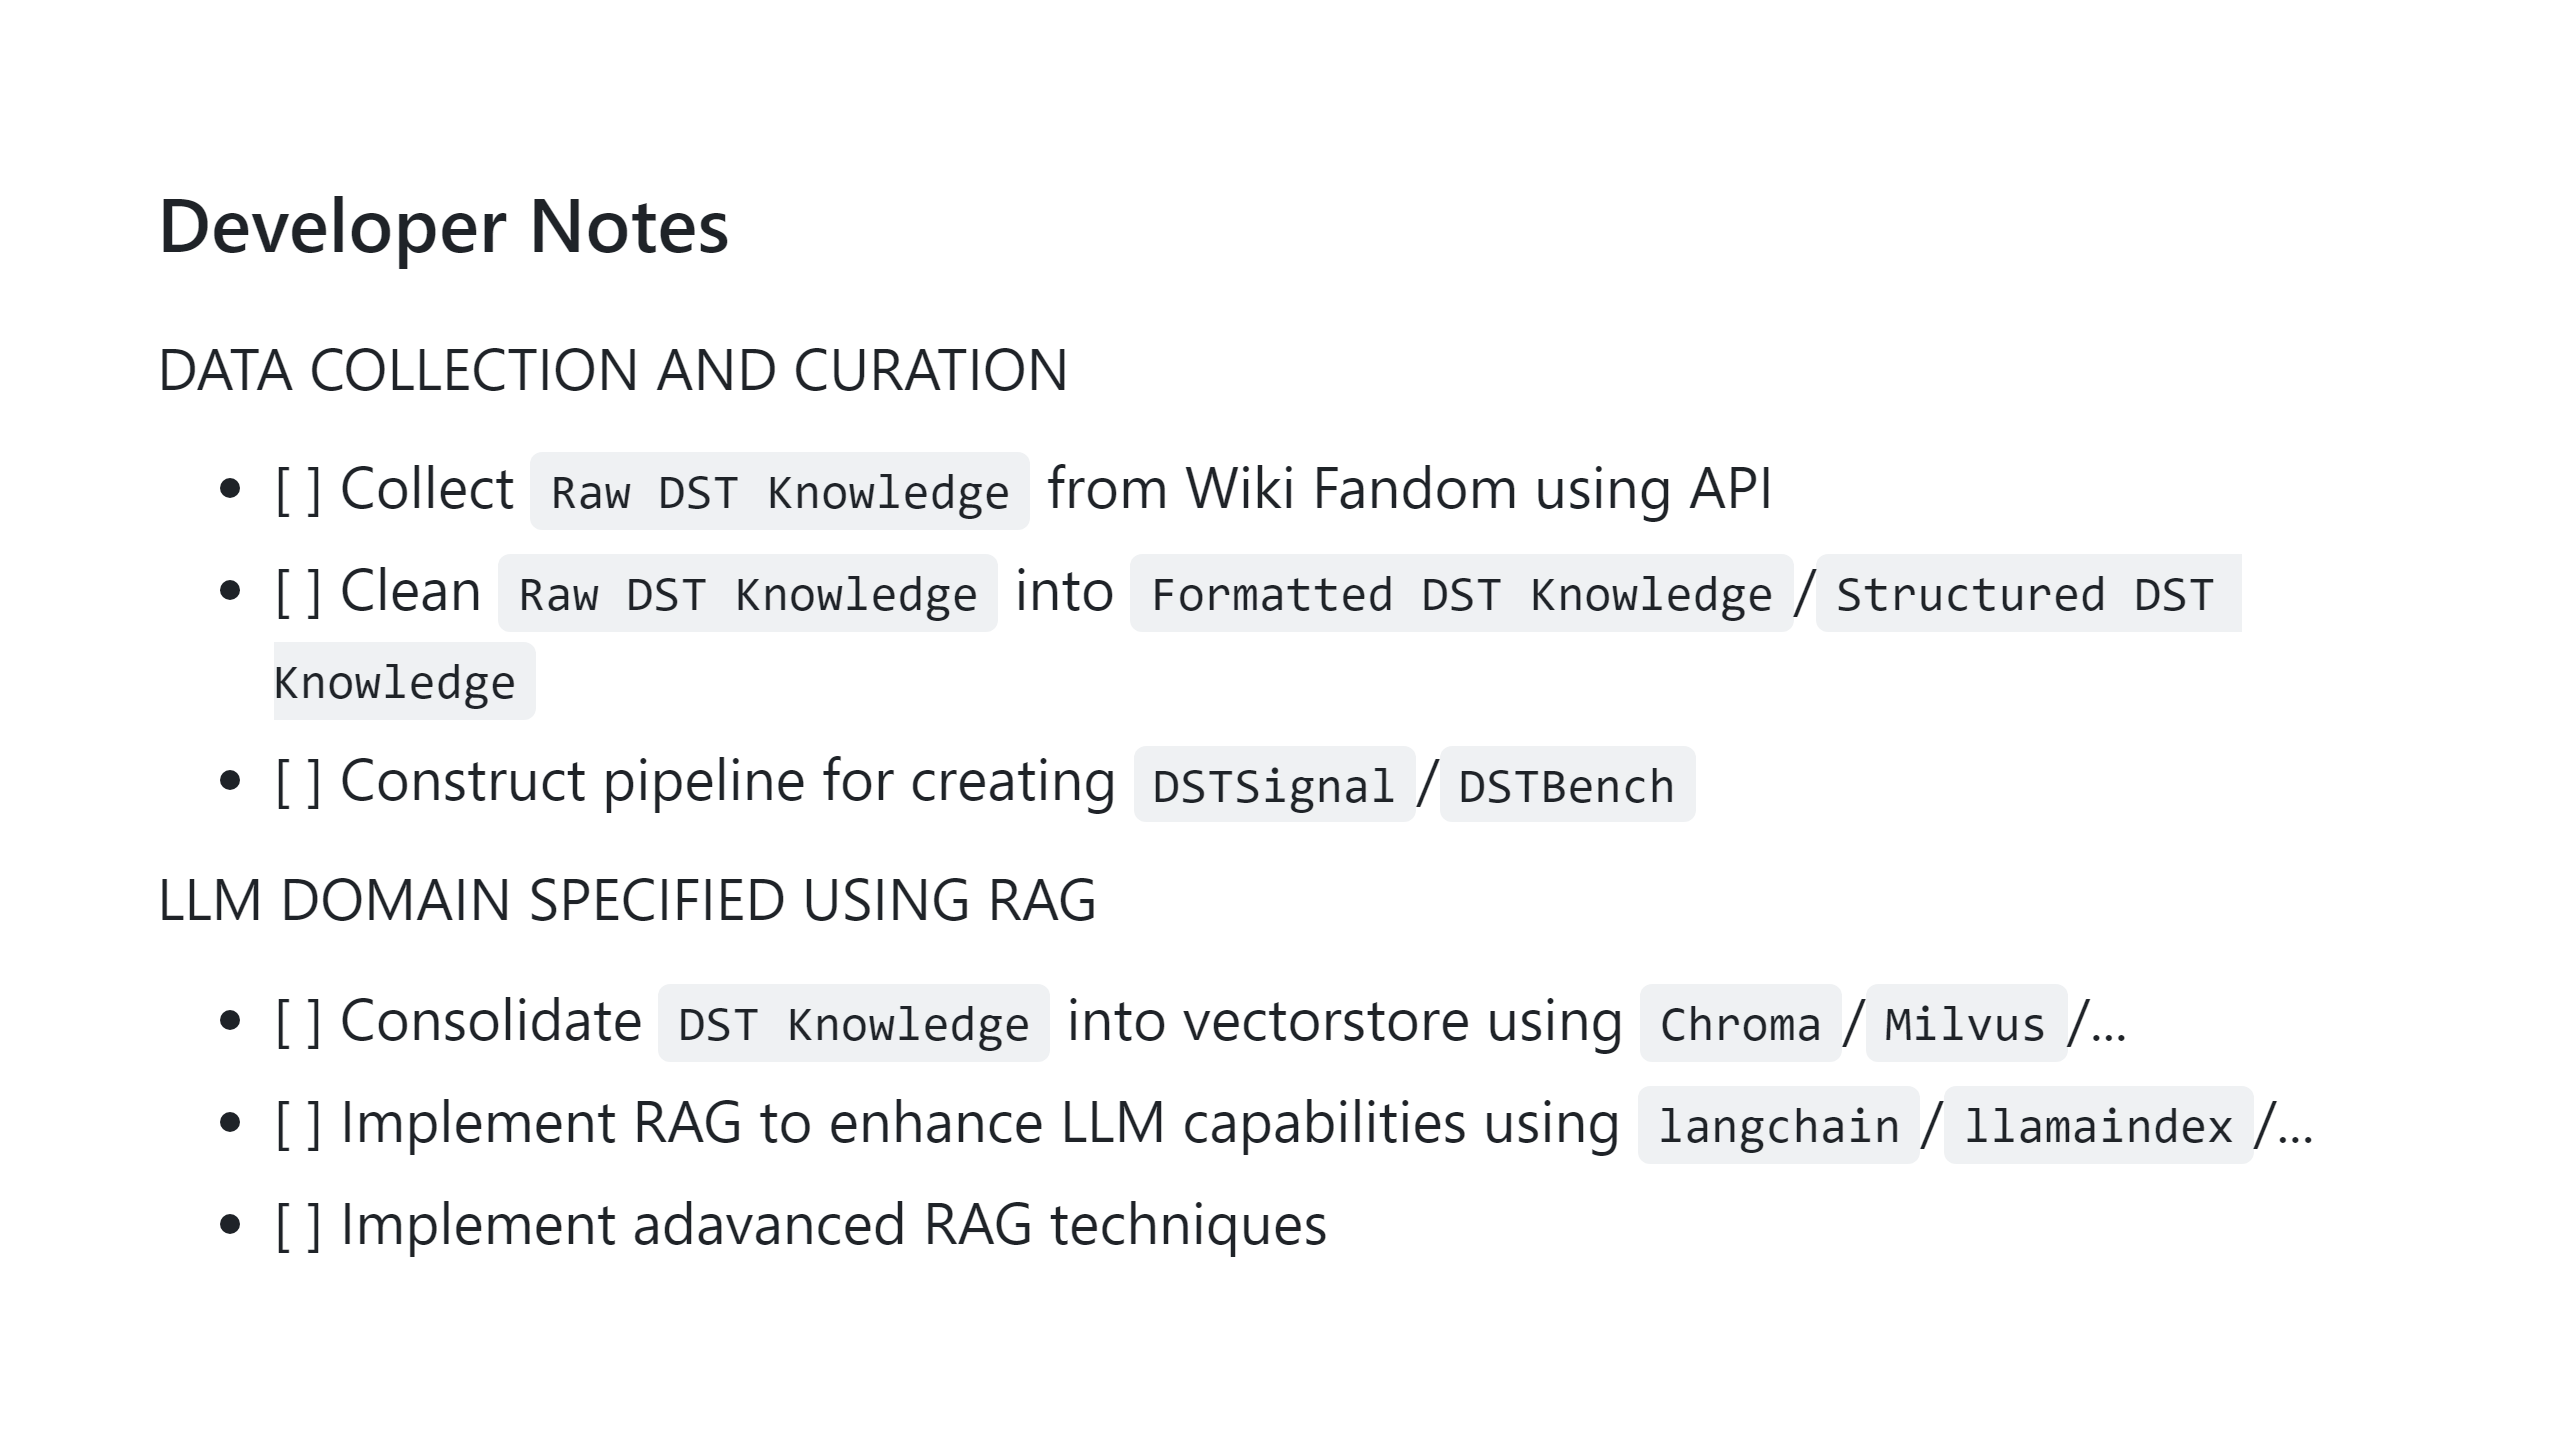 Developer Notes
DATA COLLECTION AND CURATION
• [ ] Collect Raw DST Knowledge from Wiki Fandom using API
• [ ] Clean Raw DST Knowledge into Formatted DST Knowledge/Structured DST
Knowledge
• [ ] Construct pipeline for creating DSTSignal/DSTBench
LLM DOMAIN SPECIFIED USING RAG
• [ ] Consolidate DST Knowledge into vectorstore using Chroma/Milvus/...
• [ ] Implement RAG to enhance LLM capabilities using langchain/llamaindex/...
• [ ] Implement adavanced RAG techniques